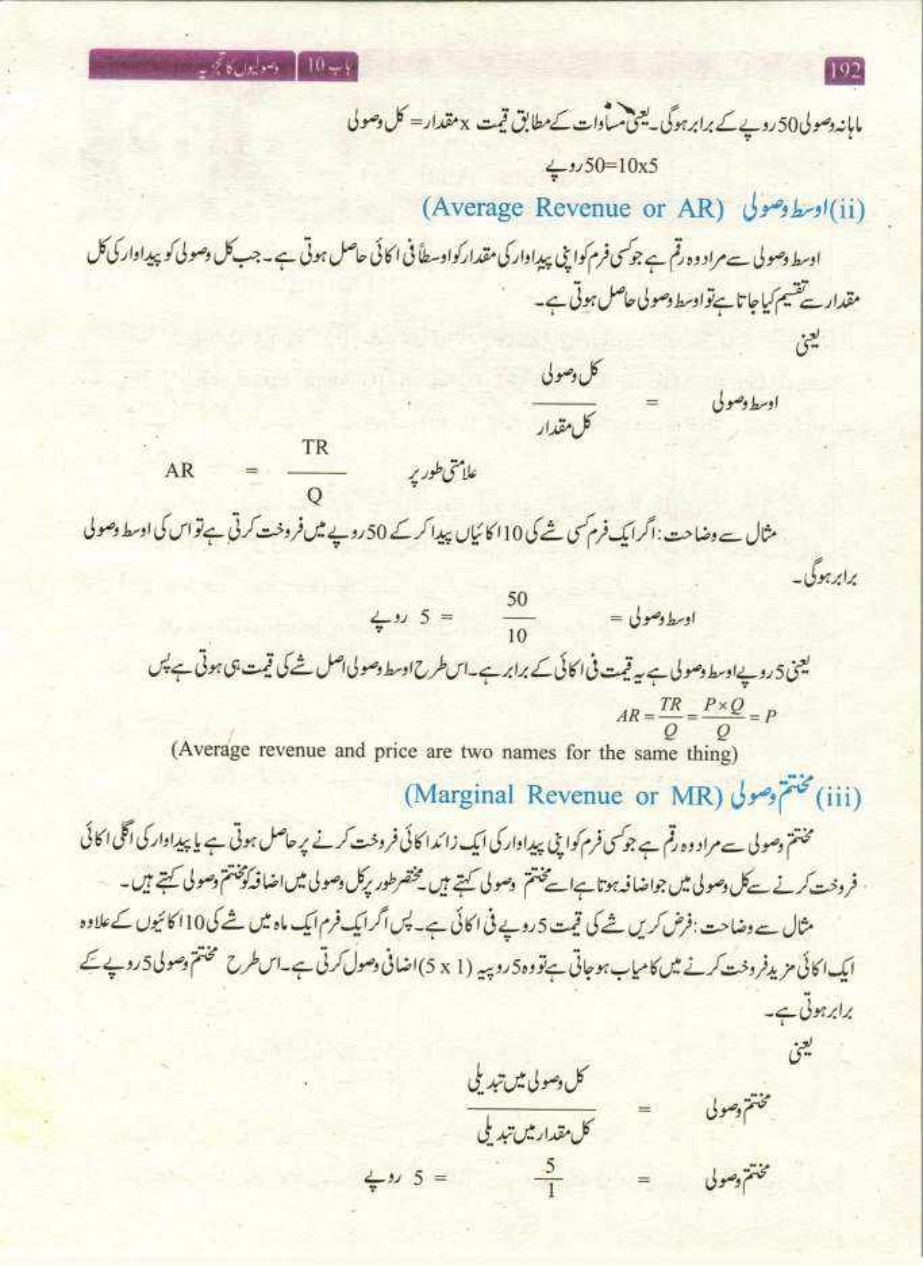 192
باب 10 وصولیوں کا تجزیہ
ماہانہ وصولی 50 روپے کے برابر ہوگی۔ یعنی مساوات کے مطابق قیمت x مقدار = کل وصولی
50=10x5 روپے
(ii) اوسط وصولی (Average Revenue or AR)
اوسط وصولی سے مراد وہ رقم ہے جو کسی فرم کو اپنی پیداوار کی مقدار کو اوسطاً فی اکائی حاصل ہوتی ہے۔ جب کل وصولی کو پیداوار کی کل
مقدار سے تقسیم کیا جاتا ہے تو اوسط وصولی حاصل ہوتی ہے۔
یعنی
کل وصولی
اوسط وصولی =
کل مقدار
TR
علامتی طور پر AR =
Q
مثال سے وضاحت: اگر ایک فرم کسی شے کی 10 اکائیاں پیدا کر کے 50 روپے میں فروخت کرتی ہے تو اس کی اوسط وصولی
برابر ہوگی۔
اوسط وصولی = 50/10 = 5 روپے
یعنی 5 روپے اوسط وصولی ہے یہ قیمت فی اکائی کے برابر ہے۔ اس طرح اوسط وصولی اصل شے کی قیمت ہی ہوتی ہے پس
AR = TR/Q = P×Q/Q = P
(Average revenue and price are two names for the same thing)
(iii) مختتم وصولی (Marginal Revenue or MR)
مختتم وصولی سے مراد وہ رقم ہے جو کسی فرم کو اپنی پیداوار کی ایک زائد اکائی فروخت کرنے پر حاصل ہوتی ہے یا پیداوار کی اگلی اکائی
فروخت کرنے سے کل وصولی میں جو اضافہ ہوتا ہے اسے مختتم وصولی کہتے ہیں۔ مختصر طور پر کل وصولی میں اضافہ کو مختتم وصولی کہتے ہیں۔
مثال سے وضاحت: فرض کریں شے کی قیمت 5 روپے فی اکائی ہے۔ پس اگر ایک فرم ایک ماہ میں شے کی 10 اکائیوں کے علاوہ
ایک اکائی مزید فروخت کرنے میں کامیاب ہو جاتی ہے تو وہ 5 روپیہ (5 x 1) اضافی وصول کرتی ہے۔ اس طرح مختتم وصولی 5 روپے کے
برابر ہوتی ہے۔
یعنی
کل وصولی میں تبدیلی
مختتم وصولی =
کل مقدار میں تبدیلی
مختتم وصولی = 5/1 = 5 روپے